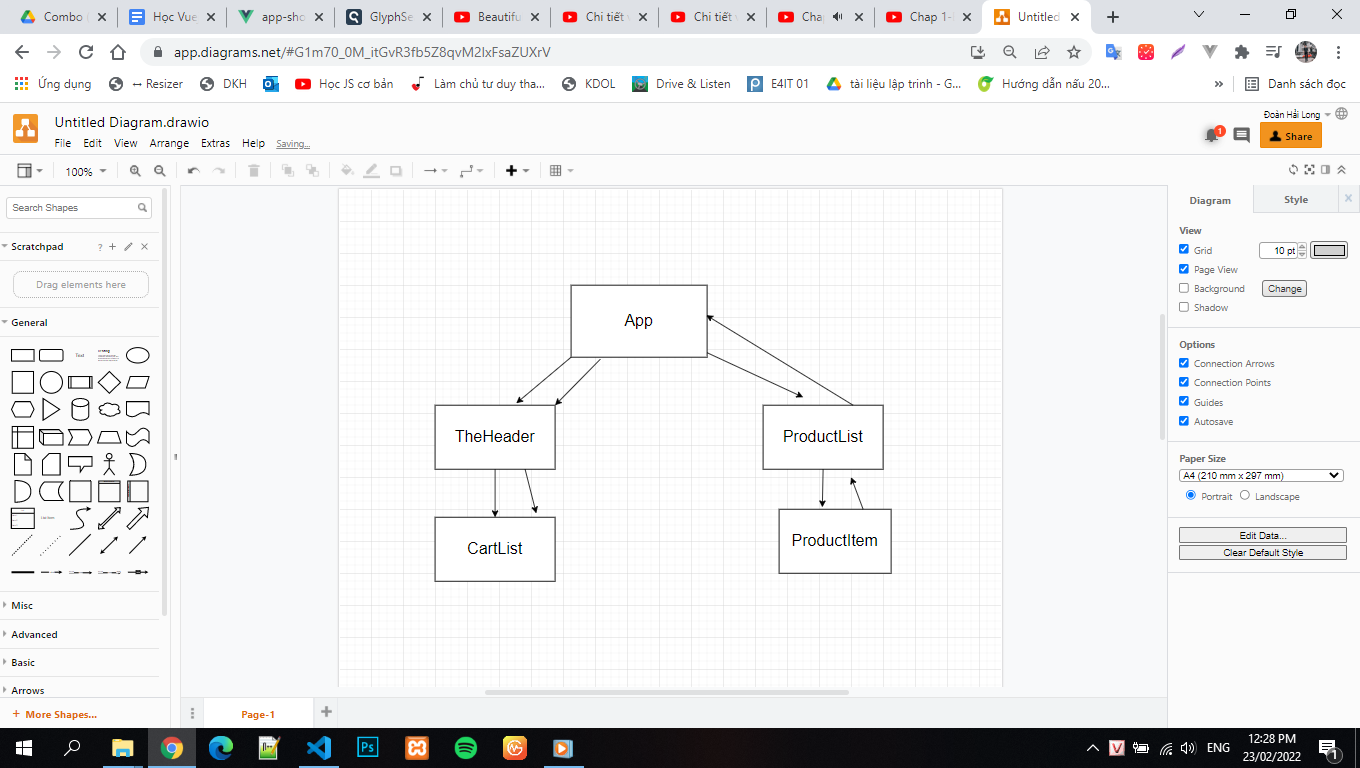 Combo
Học Vue
app-sho
GlyphSe
Beautifu
Chi tiết
Chi tiết
Chap
Chap 1-
Untitled
app.diagrams.net/#G1m70_0M_itGvR3fb5Z8qvM2IxFsaZUXrV
Ứng dụng
↔ Resizer
DKH
Học JS cơ bản
Làm chủ tư duy tha...
KDOL
Drive & Listen
E4IT 01
tài liệu lập trình - G...
Hướng dẫn nấu 20...
»
Danh sách đọc
Untitled Diagram.drawio
File Edit View Arrange Extras Help Saving...
Đoàn Hải Long
1
Share
100%
Search Shapes
Scratchpad
?
Drag elements here
General
Text
Misc
Advanced
Basic
Arrows
+ More Shapes...
App
TheHeader
ProductList
CartList
ProductItem
Page-1
Diagram
Style
View
Grid
10 pt
Page View
Background
Change
Shadow
Options
Connection Arrows
Connection Points
Guides
Autosave
Paper Size
A4 (210 mm x 297 mm)
Portrait
Landscape
Edit Data...
Clear Default Style
Ps
V
ENG
12:28 PM
23/02/2022
1